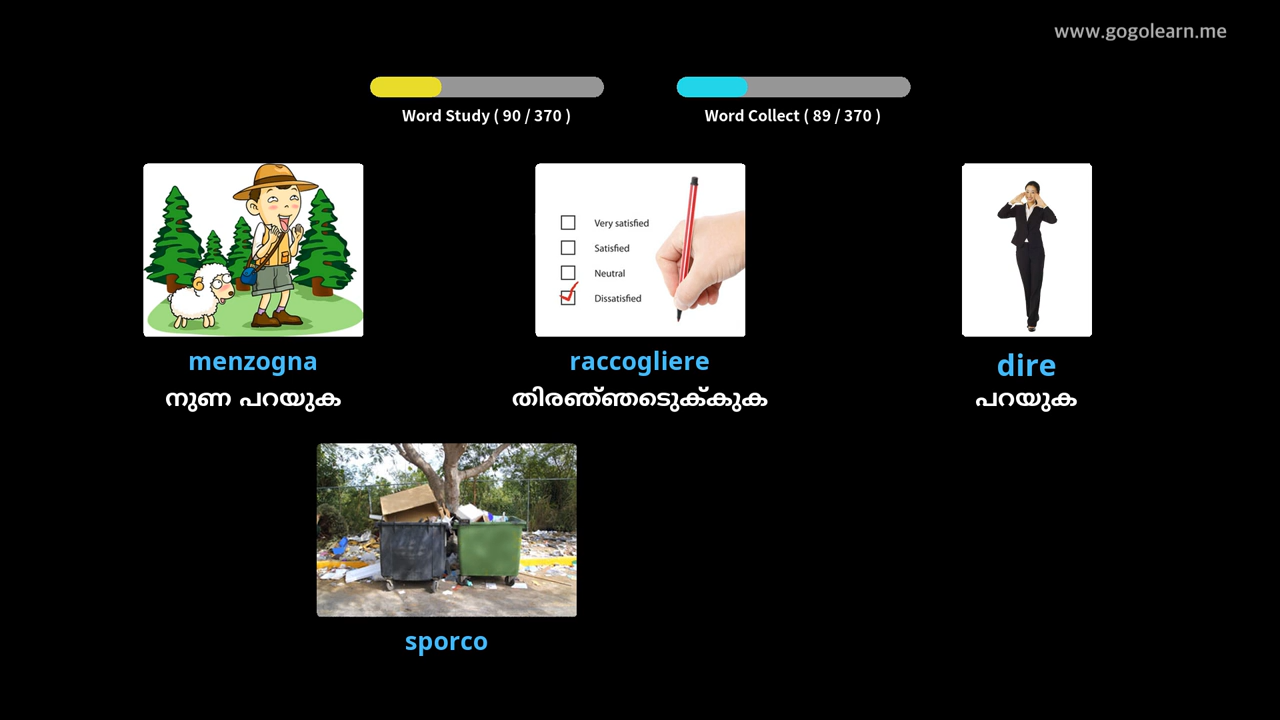 www.gogolearn.me
Word Study ( 90 / 370 )
Word Collect ( 89 / 370 )
Very satisfied
Satisfied
Neutral
Dissatisfied
menzogna
raccogliere
dire
നുണ പറയുക
തിരഞ്ഞടെുക്കുക
പറയുക
sporco